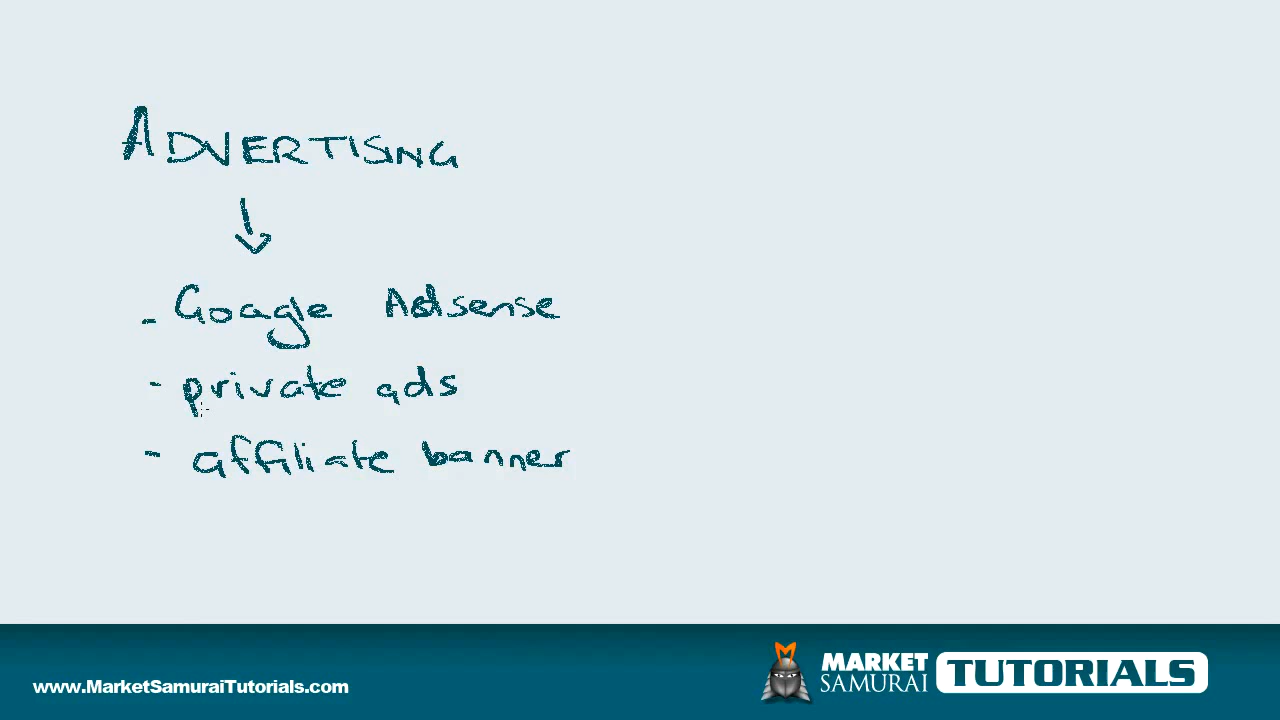 ADVERTISING
- Google Adsense
- private ads
- affiliate banner
www.MarketSamuraiTutorials.com
MARKET SAMURAI TUTORIALS